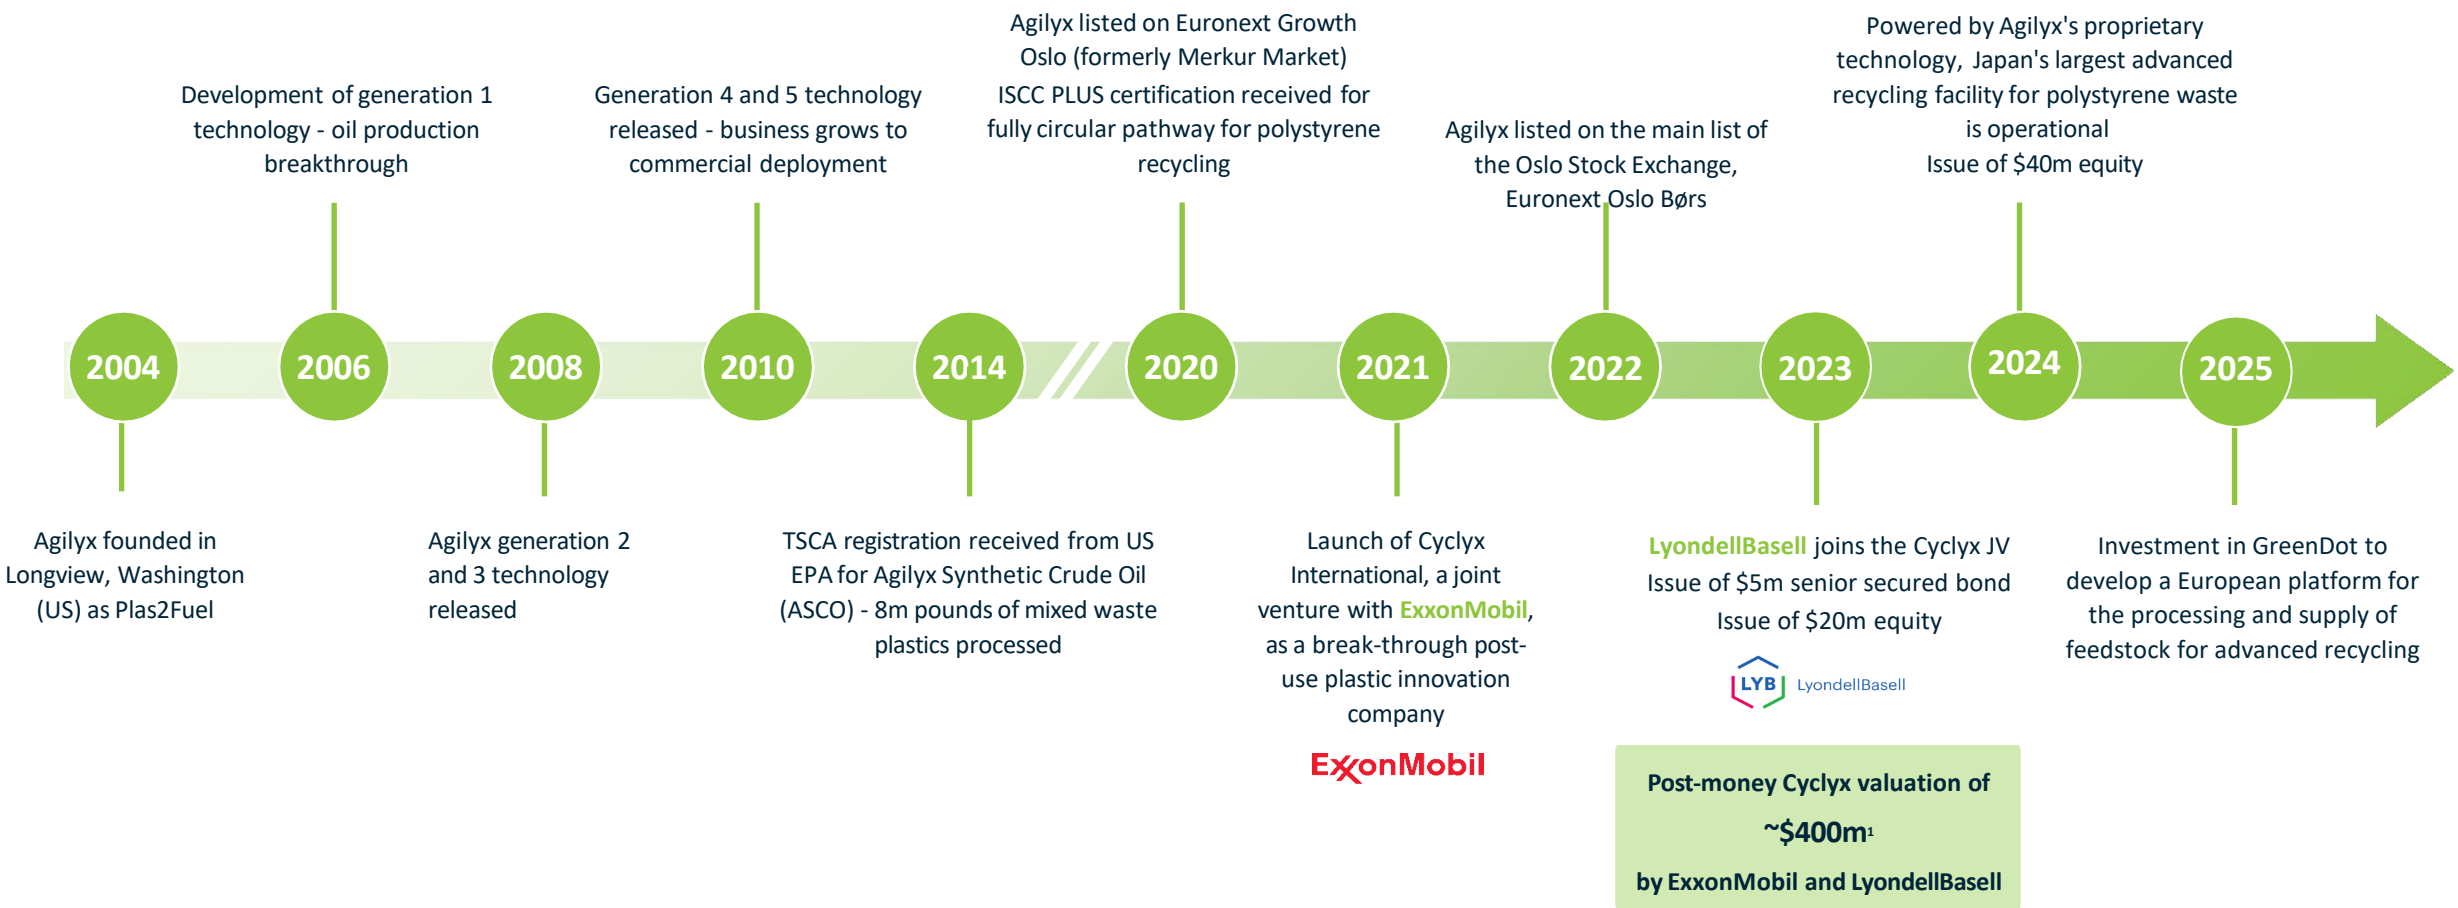 Agilyx listed on Euronext Growth
Oslo (formerly Merkur Market)
ISCC PLUS certification received for
fully circular pathway for polystyrene
recycling
Powered by Agilyx's proprietary
technology, Japan's largest advanced
recycling facility for polystyrene waste
is operational
Issue of $40m equity
Development of generation 1
technology - oil production
breakthrough
Generation 4 and 5 technology
released - business grows to
commercial deployment
Agilyx listed on the main list of
the Oslo Stock Exchange,
Euronext Oslo Børs
2004
2006
2008
2010
2014
2020
2021
2022
2023
2024
2025
Agilyx founded in
Longview, Washington
(US) as Plas2Fuel
Agilyx generation 2
and 3 technology
released
TSCA registration received from US
EPA for Agilyx Synthetic Crude Oil
(ASCO) - 8m pounds of mixed waste
plastics processed
Launch of Cyclyx
International, a joint
venture with ExxonMobil,
as a break-through post-
use plastic innovation
company
ExxonMobil
LyondellBasell joins the Cyclyx JV
Issue of $5m senior secured bond
Issue of $20m equity
LYB LyondellBasell
Post-money Cyclyx valuation of
~$400m¹
by ExxonMobil and LyondellBasell
Investment in GreenDot to
develop a European platform for
the processing and supply of
feedstock for advanced recycling